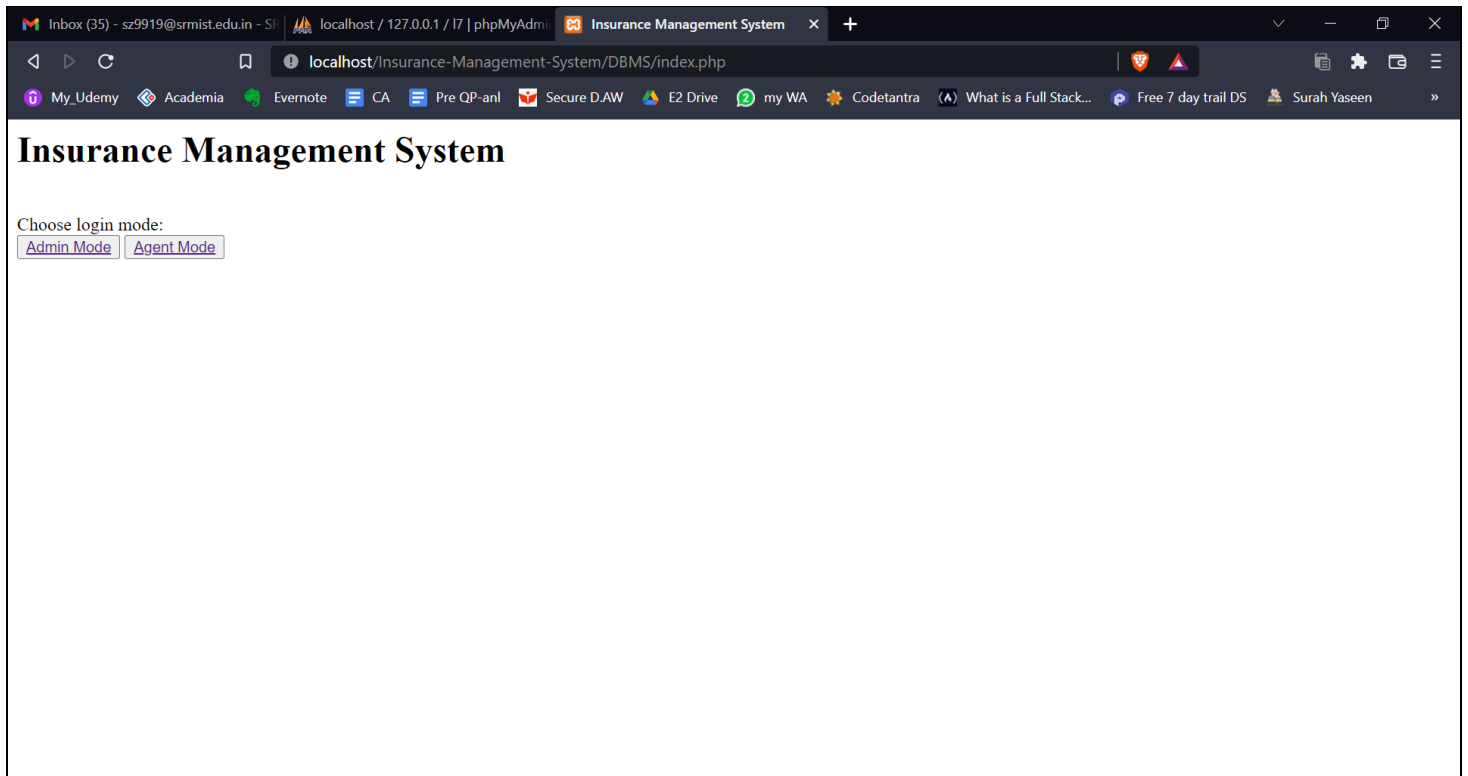 Inbox (35) - sz9919@srmist.edu.in - SR localhost / 127.0.0.1 / l7 | phpMyAdmi Insurance Management System
localhost/Insurance-Management-System/DBMS/index.php
My_Udemy Academia Evernote CA Pre QP-anl Secure D.AW E2 Drive 2 my WA Codetantra What is a Full Stack... Free 7 day trail DS Surah Yaseen »
Insurance Management System
Choose login mode:
Admin Mode Agent Mode